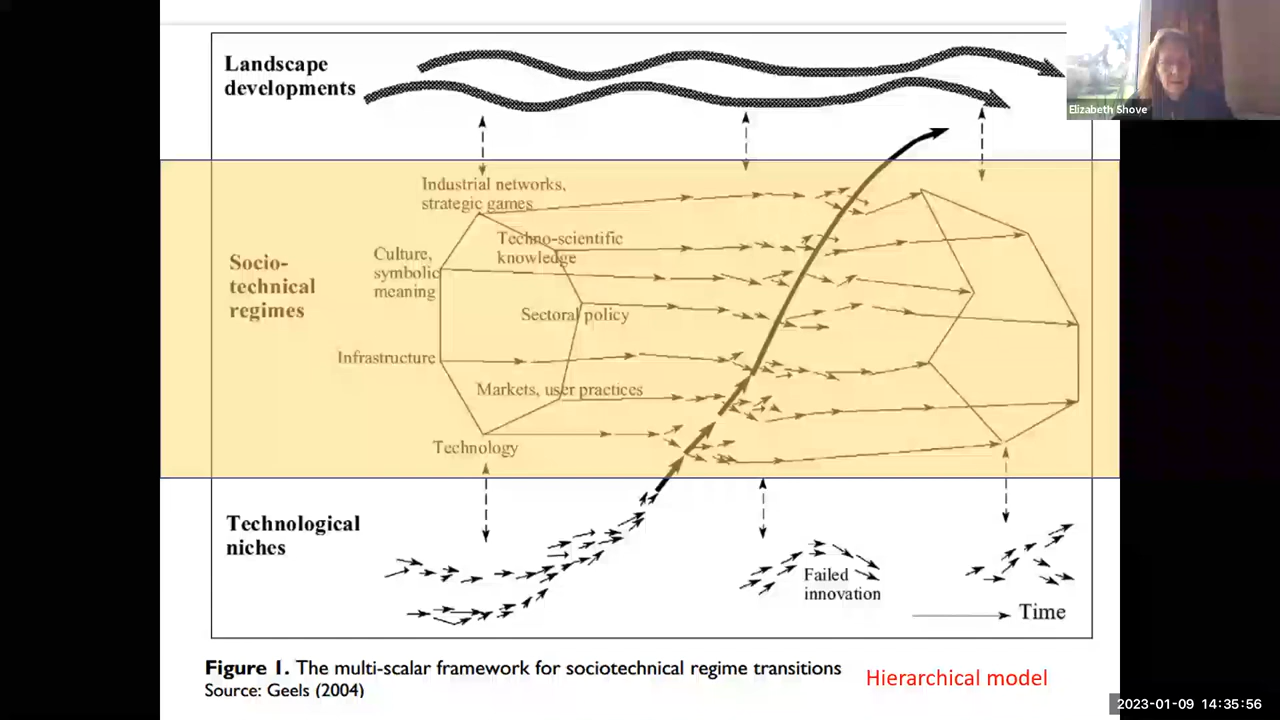 Landscape
developments
Elizabeth Shove
Industrial networks,
strategic games
Techno-scientific
knowledge
Culture,
symbolic
meaning
Socio-
technical
regimes
Sectoral policy
Infrastructure
Markets, user practices
Technology
Technological
niches
Failed
innovation
Time
Figure 1. The multi-scalar framework for sociotechnical regime transitions
Source: Geels (2004)
Hierarchical model
2023-01-09 14:35:56